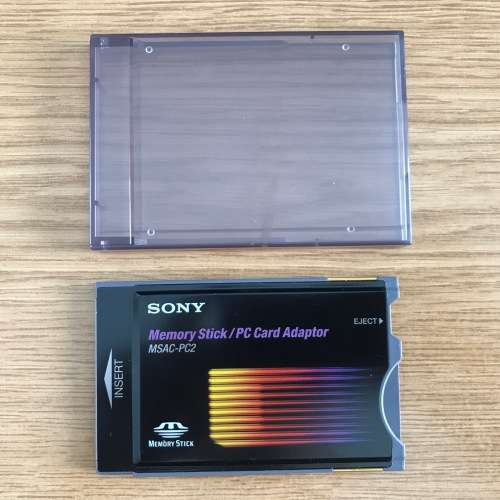 SONY
Memory Stick / PC Card Adaptor
MSAC-PC2
EJECT
INSERT
MEMORY STICK